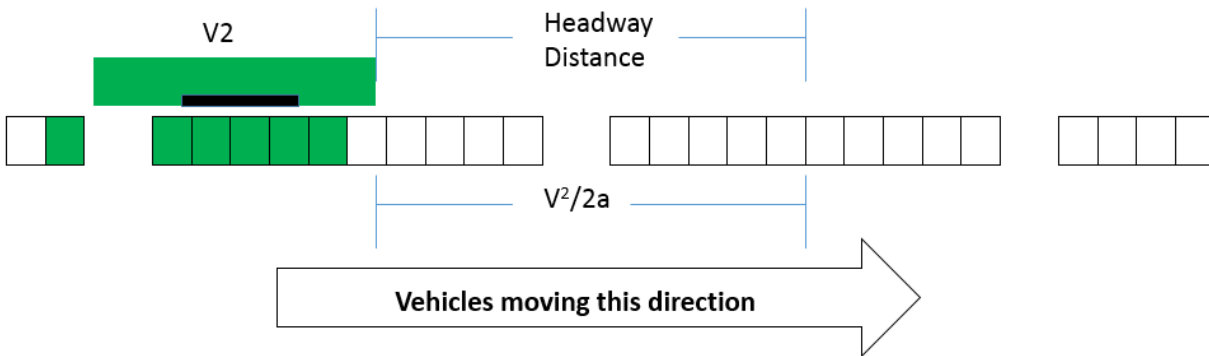 V2
Headway
Distance
V²/2a
Vehicles moving this direction